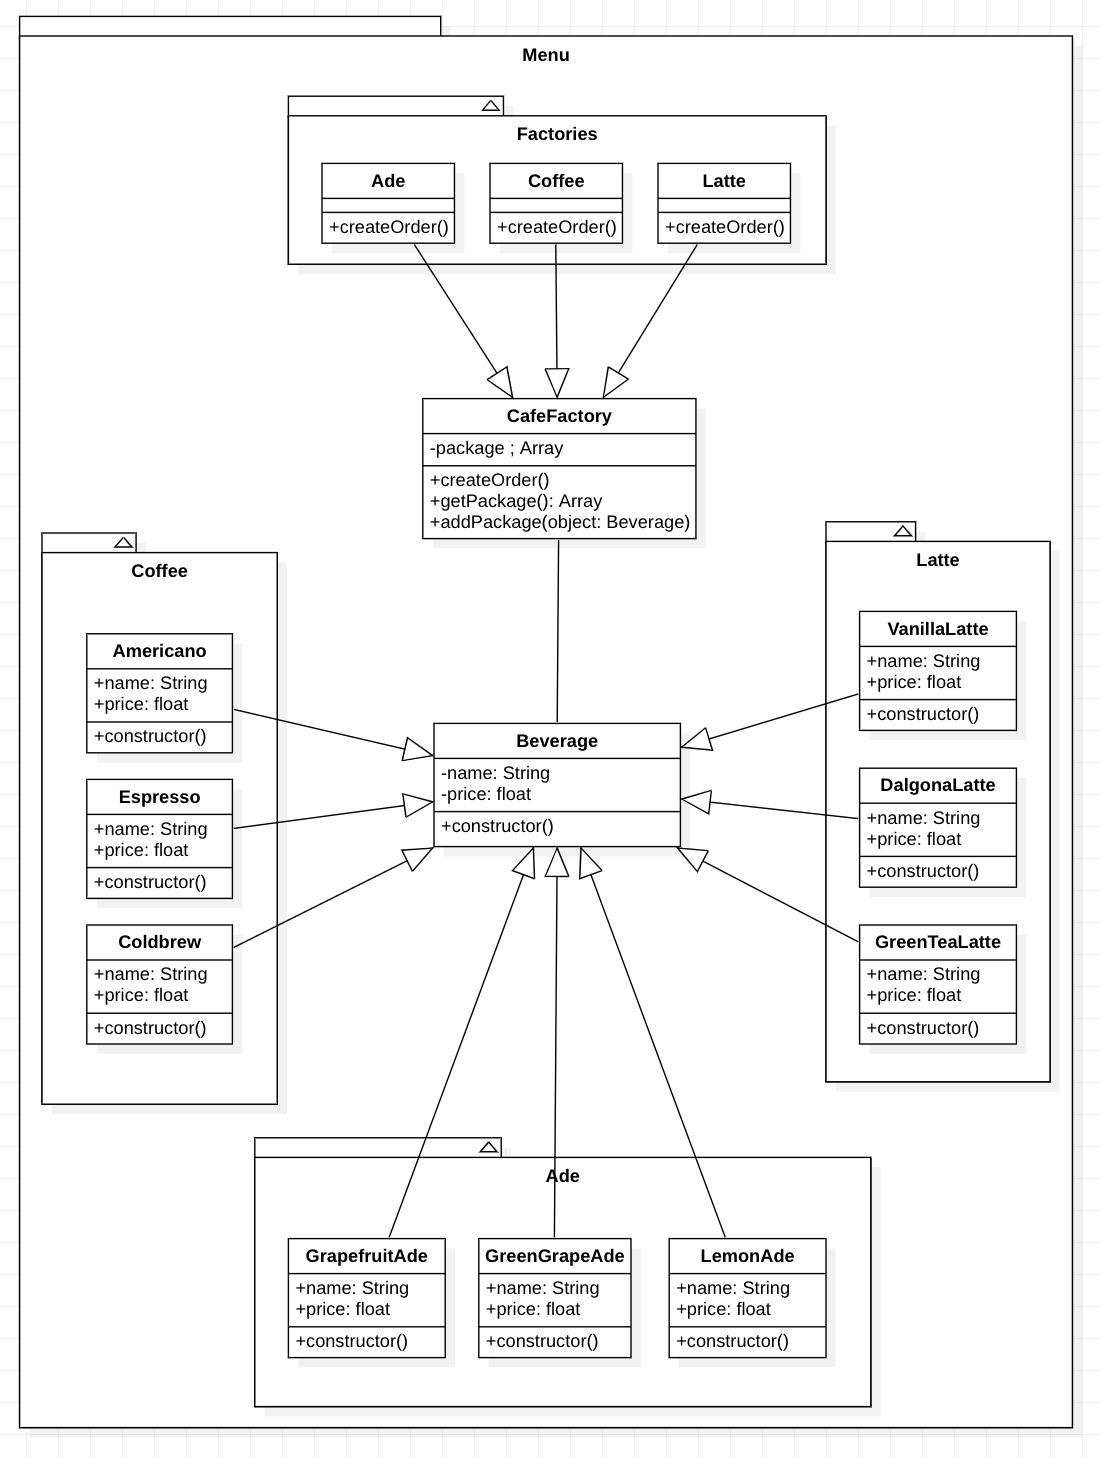 Menu
Factories
Ade
+createOrder()
Coffee
+createOrder()
Latte
+createOrder()
CafeFactory
-package ; Array
+createOrder()
+getPackage(): Array
+addPackage(object: Beverage)
Coffee
Americano
+name: String
+price: float
+constructor()
Espresso
+name: String
+price: float
+constructor()
Coldbrew
+name: String
+price: float
+constructor()
Beverage
-name: String
-price: float
+constructor()
Latte
VanillaLatte
+name: String
+price: float
+constructor()
DalgonaLatte
+name: String
+price: float
+constructor()
GreenTeaLatte
+name: String
+price: float
+constructor()
Ade
GrapefruitAde
+name: String
+price: float
+constructor()
GreenGrapeAde
+name: String
+price: float
+constructor()
LemonAde
+name: String
+price: float
+constructor()